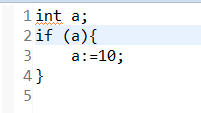 1 int a;
2 if (a){
3     a:=10;
4 }
5